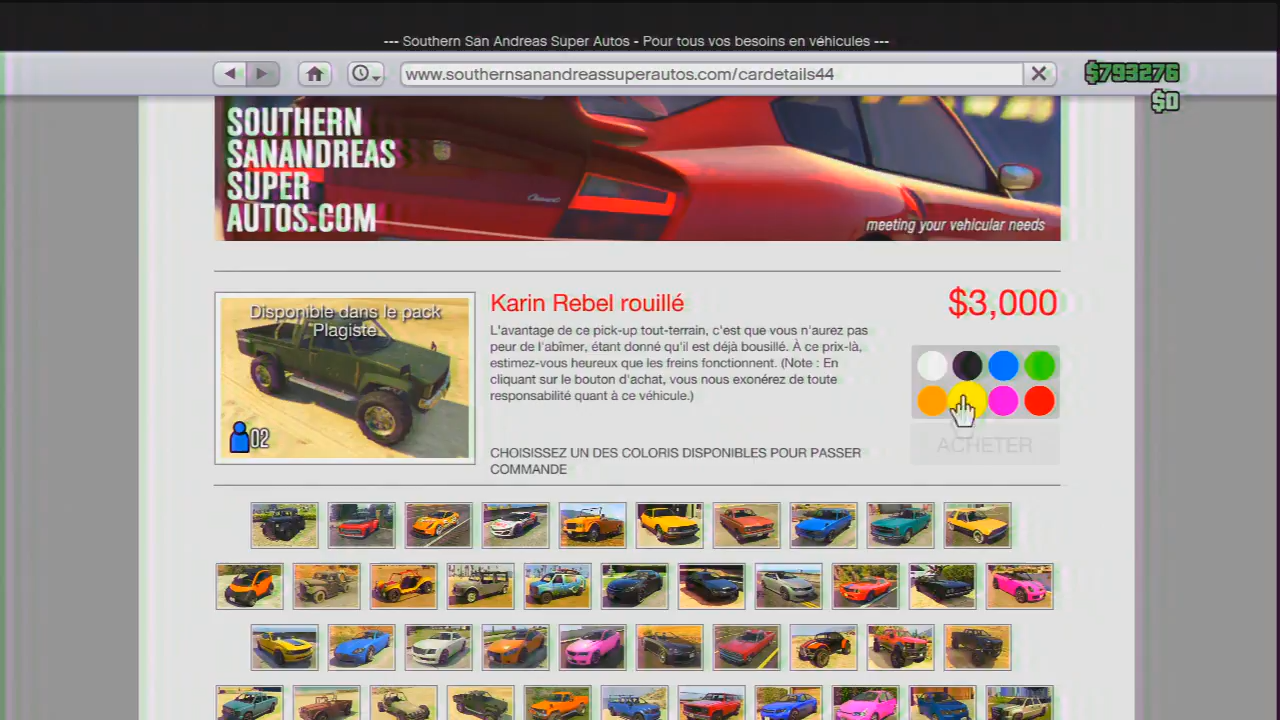 --- Southern San Andreas Super Autos - Pour tous vos besoins en véhicules ---
www.southernsanandreassuperautos.com/cardetails44
$793276
$0
SOUTHERN
SANANDREAS
SUPER
AUTOS.COM
meeting your vehicular needs
Disponible dans le pack
Plagiste
02
Karin Rebel rouillé
$3,000
L'avantage de ce pick-up tout-terrain, c'est que vous n'aurez pas
peur de l'abîmer, étant donné qu'il est déjà bousillé. À ce prix-là,
estimez-vous heureux que les freins fonctionnent. (Note : En
cliquant sur le bouton d'achat, vous nous exonérez de toute
responsabilité quant à ce véhicule.)
CHOISISSEZ UN DES COLORIS DISPONIBLES POUR PASSER
COMMANDE
ACHETER